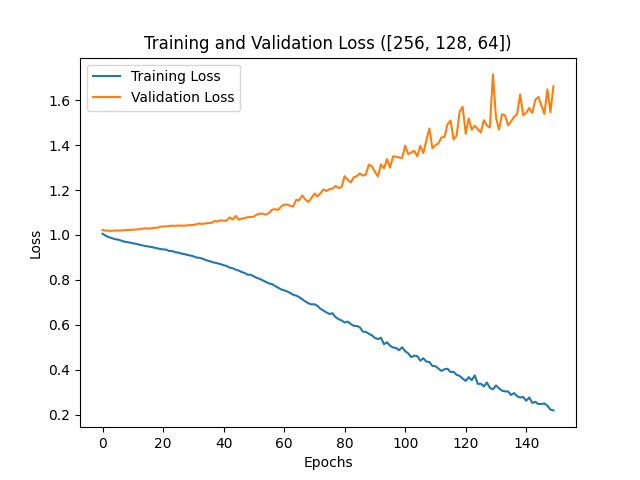 Training and Validation Loss ([256, 128, 64])
Training Loss
Validation Loss
1.6
1.4
1.2
1.0
0.8
0.6
0.4
0.2
Loss
0 20 40 60 80 100 120 140
Epochs